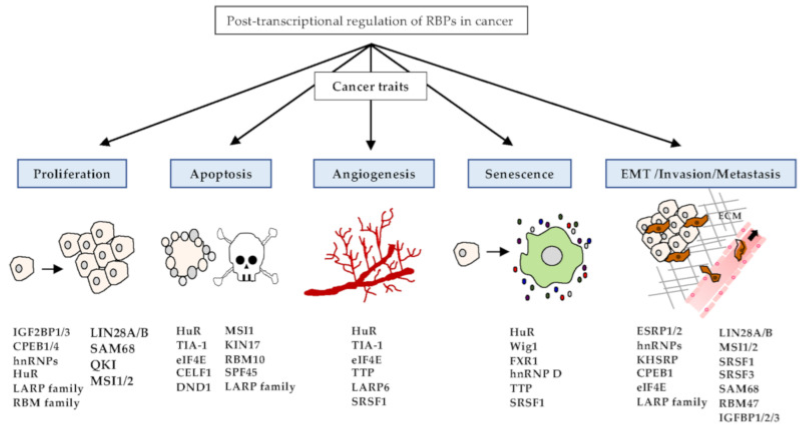 Post-transcriptional regulation of RBPs in cancer
Cancer traits
Proliferation
Apoptosis
Angiogenesis
Senescence
EMT /Invasion/Metastasis
ECM
IGF2BP1/3
CPEB1/4
hnRNPs
HuR
LARP family
RBM family
LIN28A/B
SAM68
QKI
MSI1/2
HuR
TIA-1
eIF4E
CELF1
DND1
MSI1
KIN17
RBM10
SPF45
LARP family
HuR
TIA-1
eIF4E
TTP
LARP6
SRSF1
HuR
Wig1
FXR1
hnRNP D
TTP
SRSF1
ESRP1/2
hnRNPs
KHSRP
CPEB1
eIF4E
LARP family
LIN28A/B
MSI1/2
SRSF1
SRSF3
SAM68
RBM47
IGFBP1/2/3